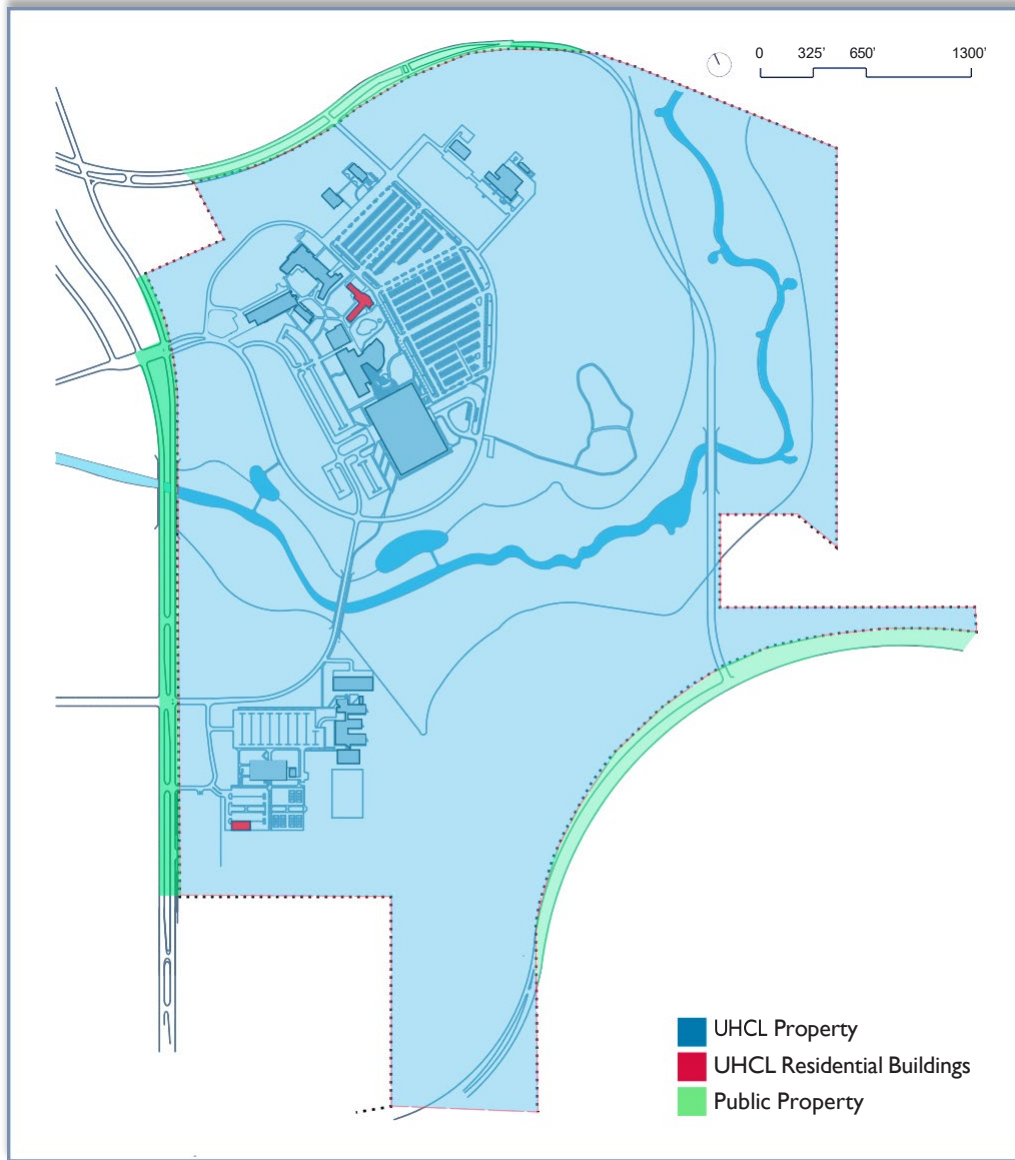 0 325' 650' 1300'
UHCL Property
UHCL Residential Buildings
Public Property